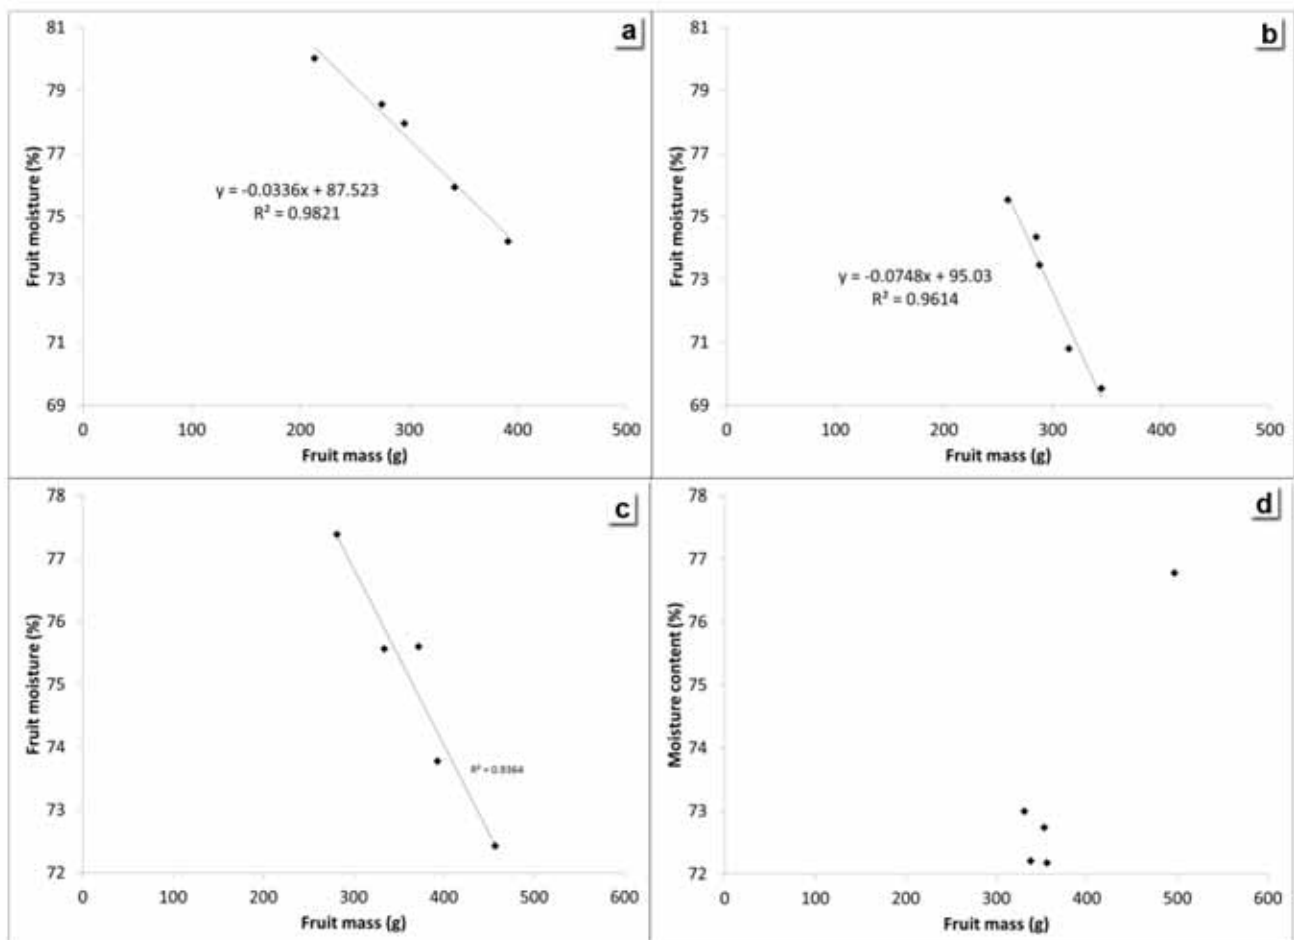 a
81
79
77
75
73
71
69
Fruit moisture (%)
y = -0.0336x + 87.523
R² = 0.9821
0 100 200 300 400 500
Fruit mass (g)
b
81
79
77
75
73
71
69
Fruit moisture (%)
y = -0.0748x + 95.03
R² = 0.9614
0 100 200 300 400 500
Fruit mass (g)
c
78
77
76
75
74
73
72
Fruit moisture (%)
R² = 0.9364
0 100 200 300 400 500 600
Fruit mass (g)
d
78
77
76
75
74
73
72
Moisture content (%)
0 100 200 300 400 500 600
Fruit mass (g)